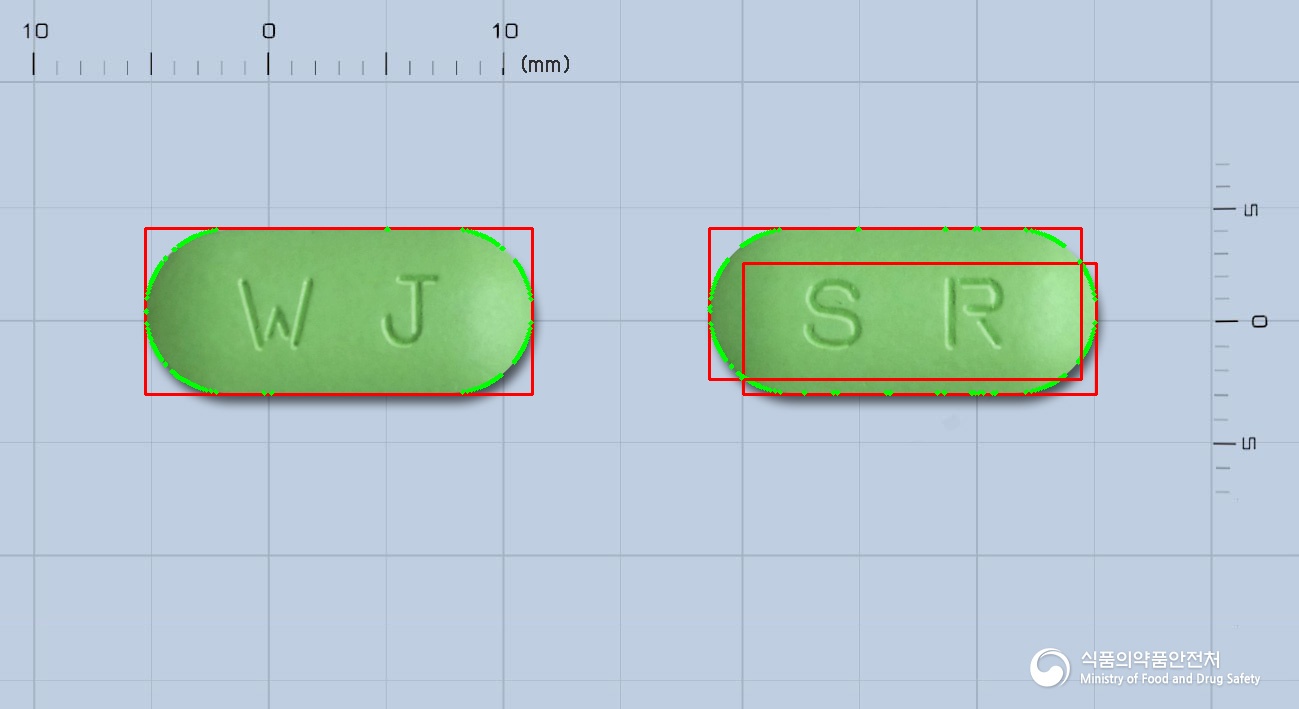 10 0 10
(mm)
W J
S R
5
0
5
식품의약품안전처
Ministry of Food and Drug Safety